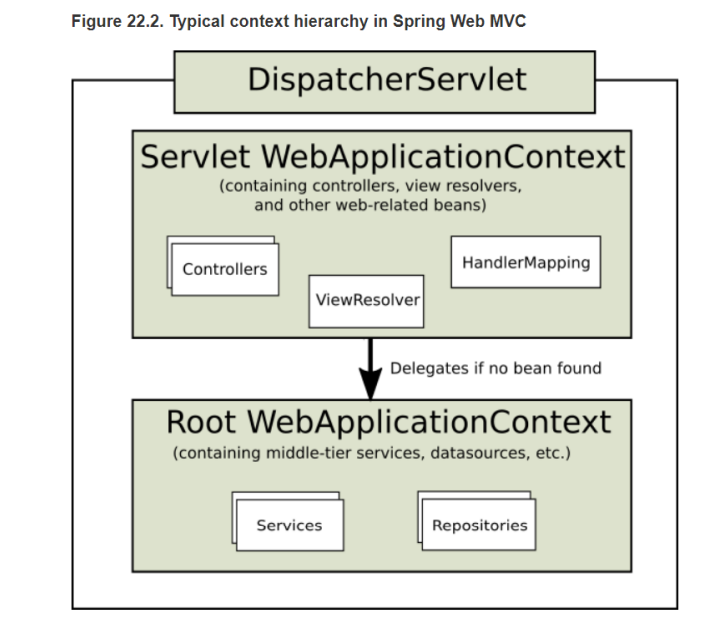 Figure 22.2. Typical context hierarchy in Spring Web MVC
DispatcherServlet
Servlet WebApplicationContext
(containing controllers, view resolvers,
and other web-related beans)
Controllers
HandlerMapping
ViewResolver
Delegates if no bean found
Root WebApplicationContext
(containing middle-tier services, datasources, etc.)
Services
Repositories